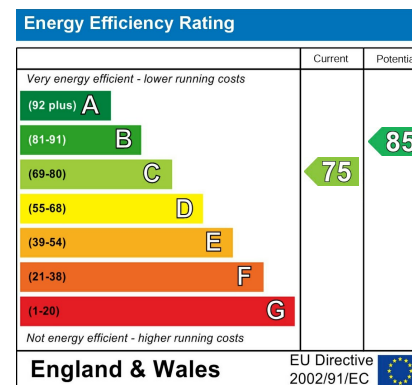 Energy Efficiency Rating
Current
Very energy efficient - lower running costs
(92 plus) A
(81-91) B
85
(69-80) C
75
(55-68) D
(39-54) E
(21-38) F
(1-20) G
Not energy efficient - higher running costs
England & Wales
EU Directive
2002/91/EC